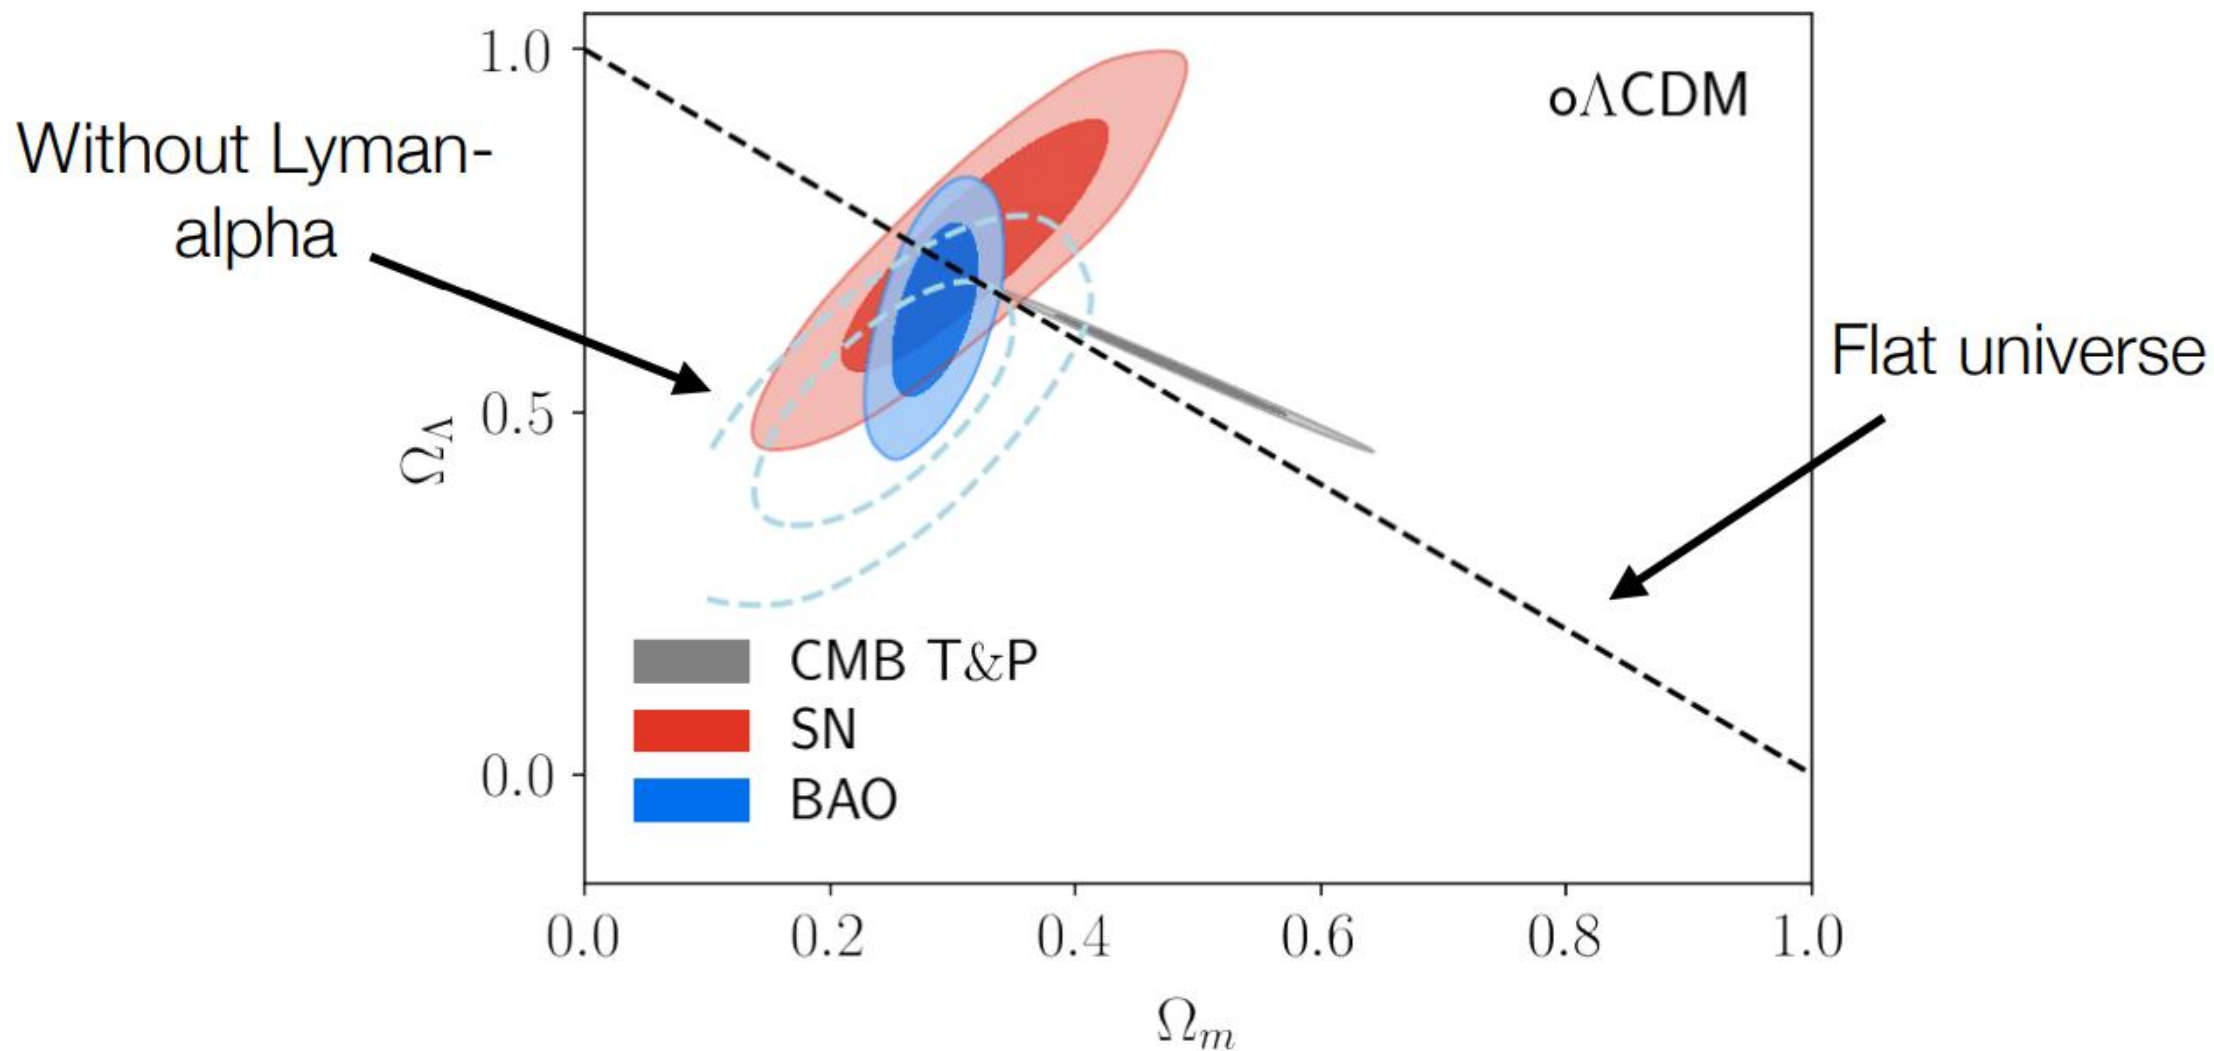 1.0
oΛCDM
Without Lyman-
alpha
Flat universe
0.5
Ω_Λ
CMB T&P
SN
0.0
BAO
0.0 0.2 0.4 0.6 0.8 1.0
Ω_m